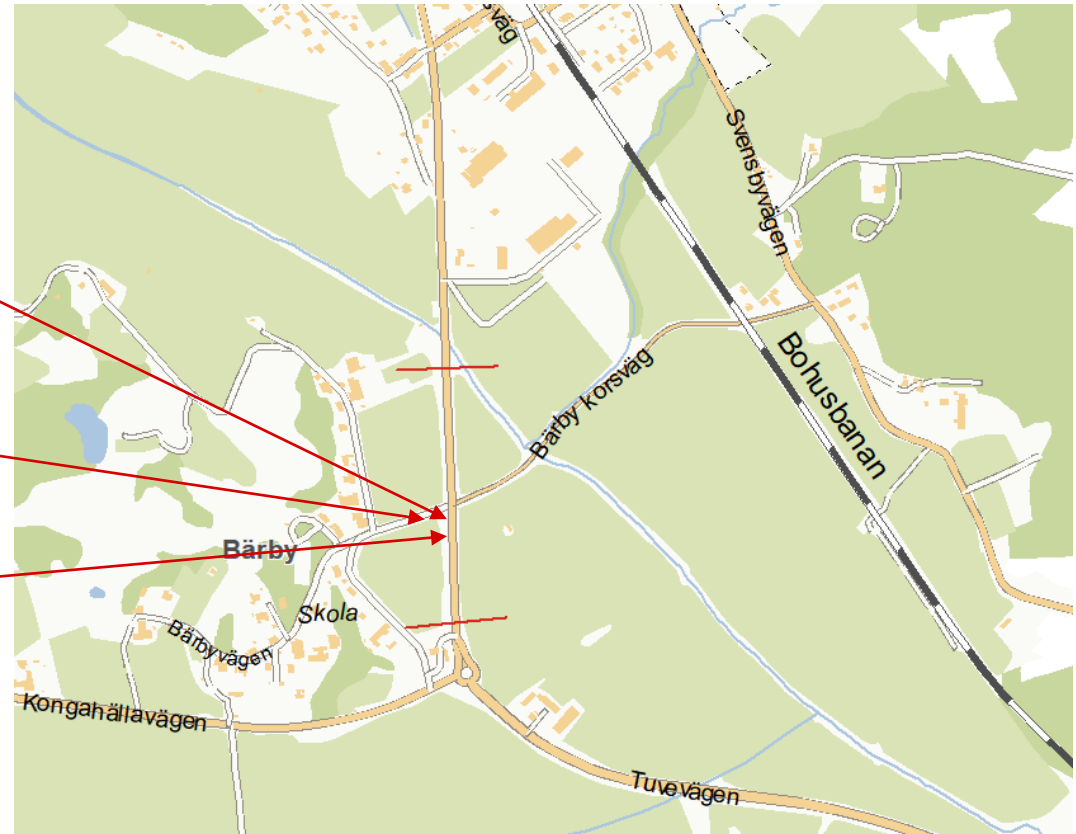 Svensbyvägen
Bohusbanan
Bärby korsväg
Bärby
Skola
Bärbyvägen
Kongahällavägen
Tuvevägen